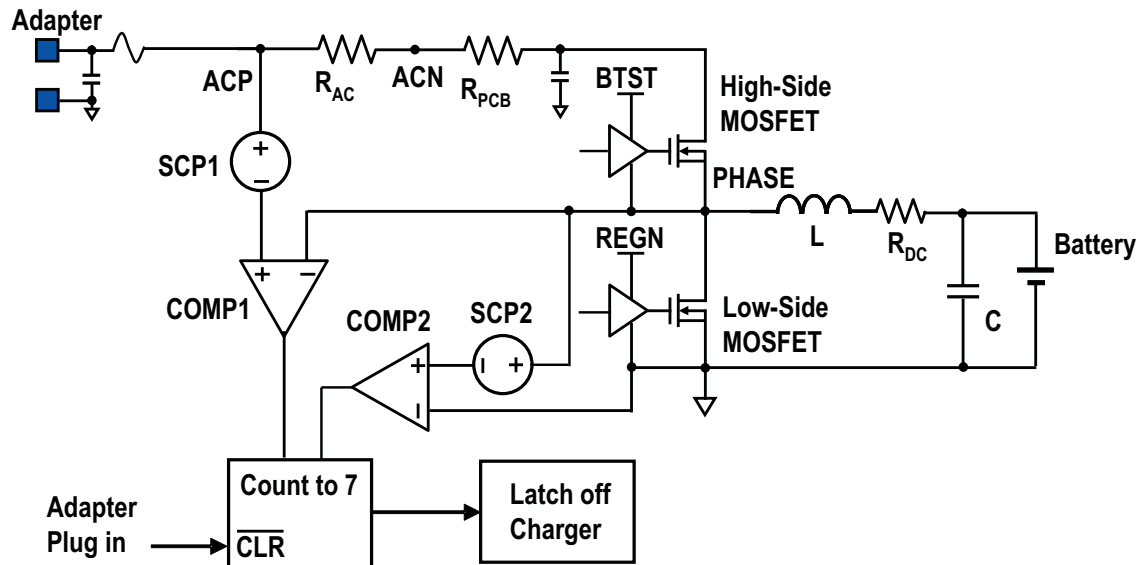 Adapter
ACP
R_AC
ACN
R_PCB
BTST
High-Side
MOSFET
SCP1
+
–
PHASE
L
R_DC
Battery
C
REGN
Low-Side
MOSFET
+ –
COMP1
COMP2
SCP2
+
–
– +
Count to 7
C̅L̅R̅
Adapter
Plug in
Latch off
Charger